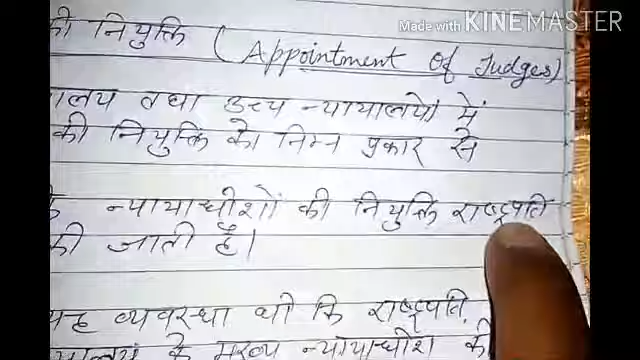 Made with KINEMASTER
की नियुक्ति (Appointment of Judges)
ालय तथा उच्च न्यायालयो में
की नियुक्ति को निम्न प्रकार से
के न्यायाधीशों की नियुक्ति राष्ट्रपति
की जाती है।
यह व्यवस्था थी कि राष्ट्रपति,
ालय के मुख्य न्यायाधीश की